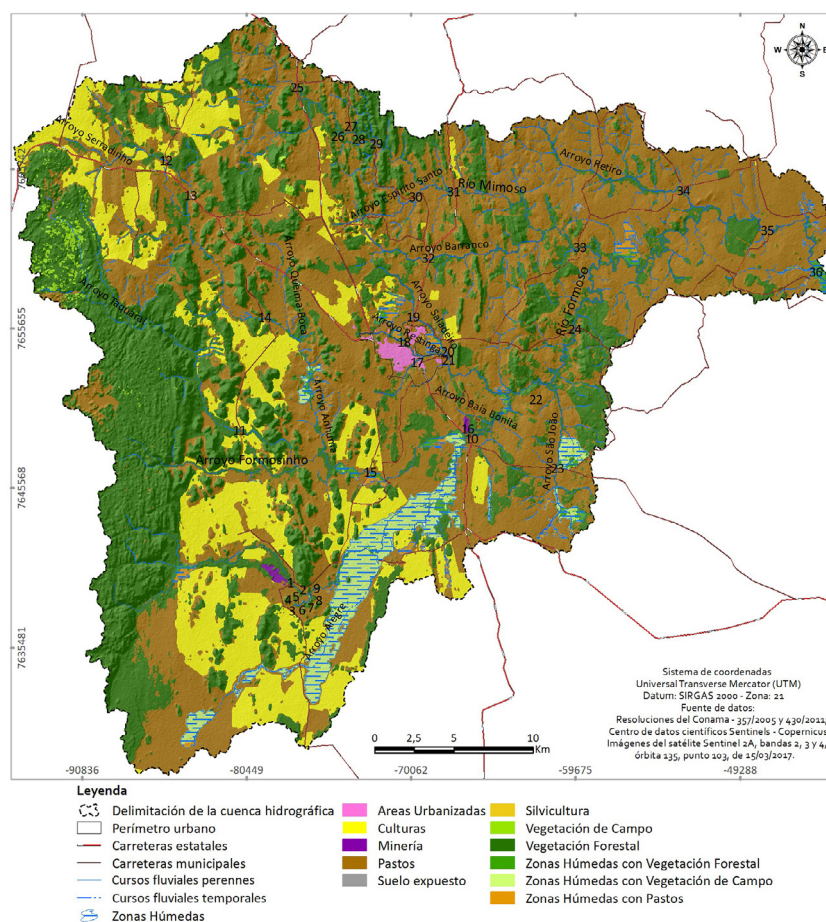 N
W E
S
25
27
26 28
29
Arroyo Serradinho
12
Arroyo Retiro
13
Arroyo Espirito Santo
Río Mimoso
30
31
34
35
Arroyo Barranco
33
32
36
Arroyo Queima-Boca
Arroyo Taquaral
Arroyo Saladeiro
Río Formoso
14
19
7655655
Arroyo Restinga
18
24
20
17
21
Arroyo Anhuma
Arroyo Baía Bonita
22
11
16
10
Arroyo São João
Arroyo Formosinho
15
23
7645568
1
2 9
4 5
8
3 6 7
Arroyo Alegre
7635481
Sistema de coordenadas
Universal Transverse Mercator (UTM)
Datum: SIRGAS 2000 - Zona: 21
Fuente de datos:
Resoluciones del Conama - 357/2005 y 430/2011,
Centro de datos científicos Sentinels - Copernicus
Imágenes del satélite Sentinel 2A, bandas 2, 3 y 4,
órbita 135, punto 103, de 15/03/2017.
0 2,5 5 10
Km
-90836 -80449 -70062 -59675 -49288
Leyenda
Delimitación de la cuenca hidrográfica
Perímetro urbano
Carreteras estatales
Carreteras municipales
Cursos fluviales perennes
Cursos fluviales temporales
Zonas Húmedas
Areas Urbanizadas
Culturas
Minería
Pastos
Suelo expuesto
Silvicultura
Vegetación de Campo
Vegetación Forestal
Zonas Húmedas con Vegetación Forestal
Zonas Húmedas con Vegetación de Campo
Zonas Húmedas con Pastos